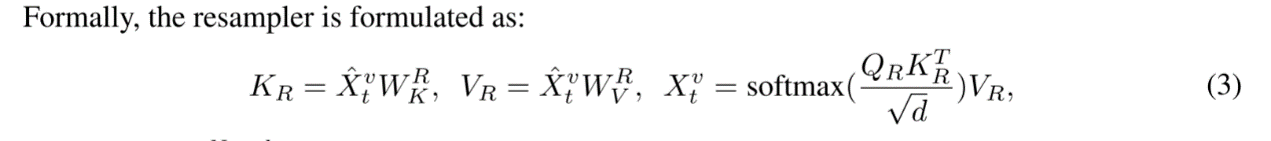 Formally, the resampler is formulated as:
$K_R = \hat{X}_t^v W_K^R, \; V_R = \hat{X}_t^v W_V^R, \; X_t^v = \text{softmax}(\frac{Q_R K_R^T}{\sqrt{d}}) V_R,$ (3)